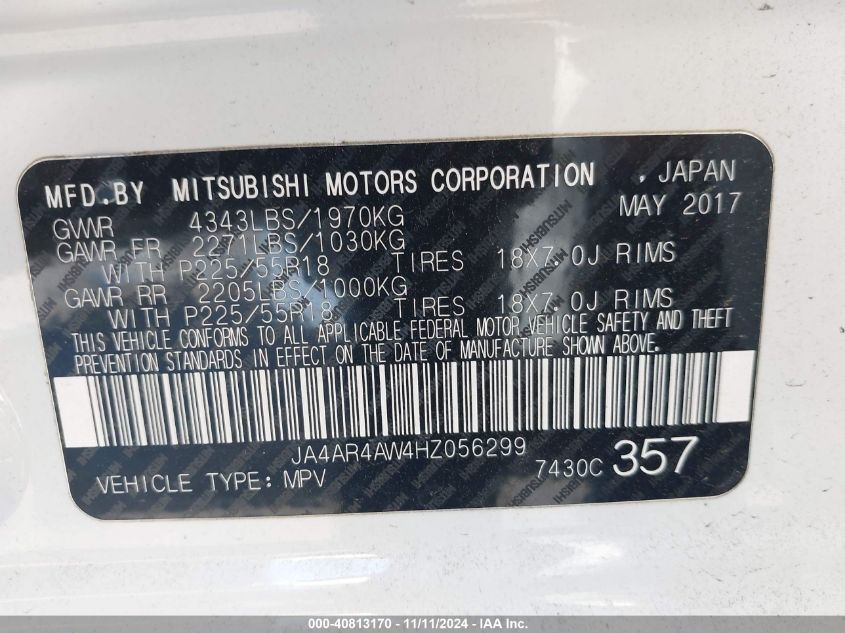 MFD.BY MITSUBISHI MOTORS CORPORATION , JAPAN
GVWR 4343LBS/1970KG MAY 2017
GAWR FR 2271LBS/1030KG
WITH P225/55R18 TIRES 18X7.0J RIMS
GAWR RR 2205LBS/1000KG
WITH P225/55R18 TIRES 18X7.0J RIMS
THIS VEHICLE CONFORMS TO ALL APPLICABLE FEDERAL MOTOR VEHICLE SAFETY AND THEFT
PREVENTION STANDARDS IN EFFECT ON THE DATE OF MANUFACTURE SHOWN ABOVE.
JA4AR4AW4HZ056299
VEHICLE TYPE: MPV 7430C 357
000-40813170 - 11/11/2024 - IAA Inc.